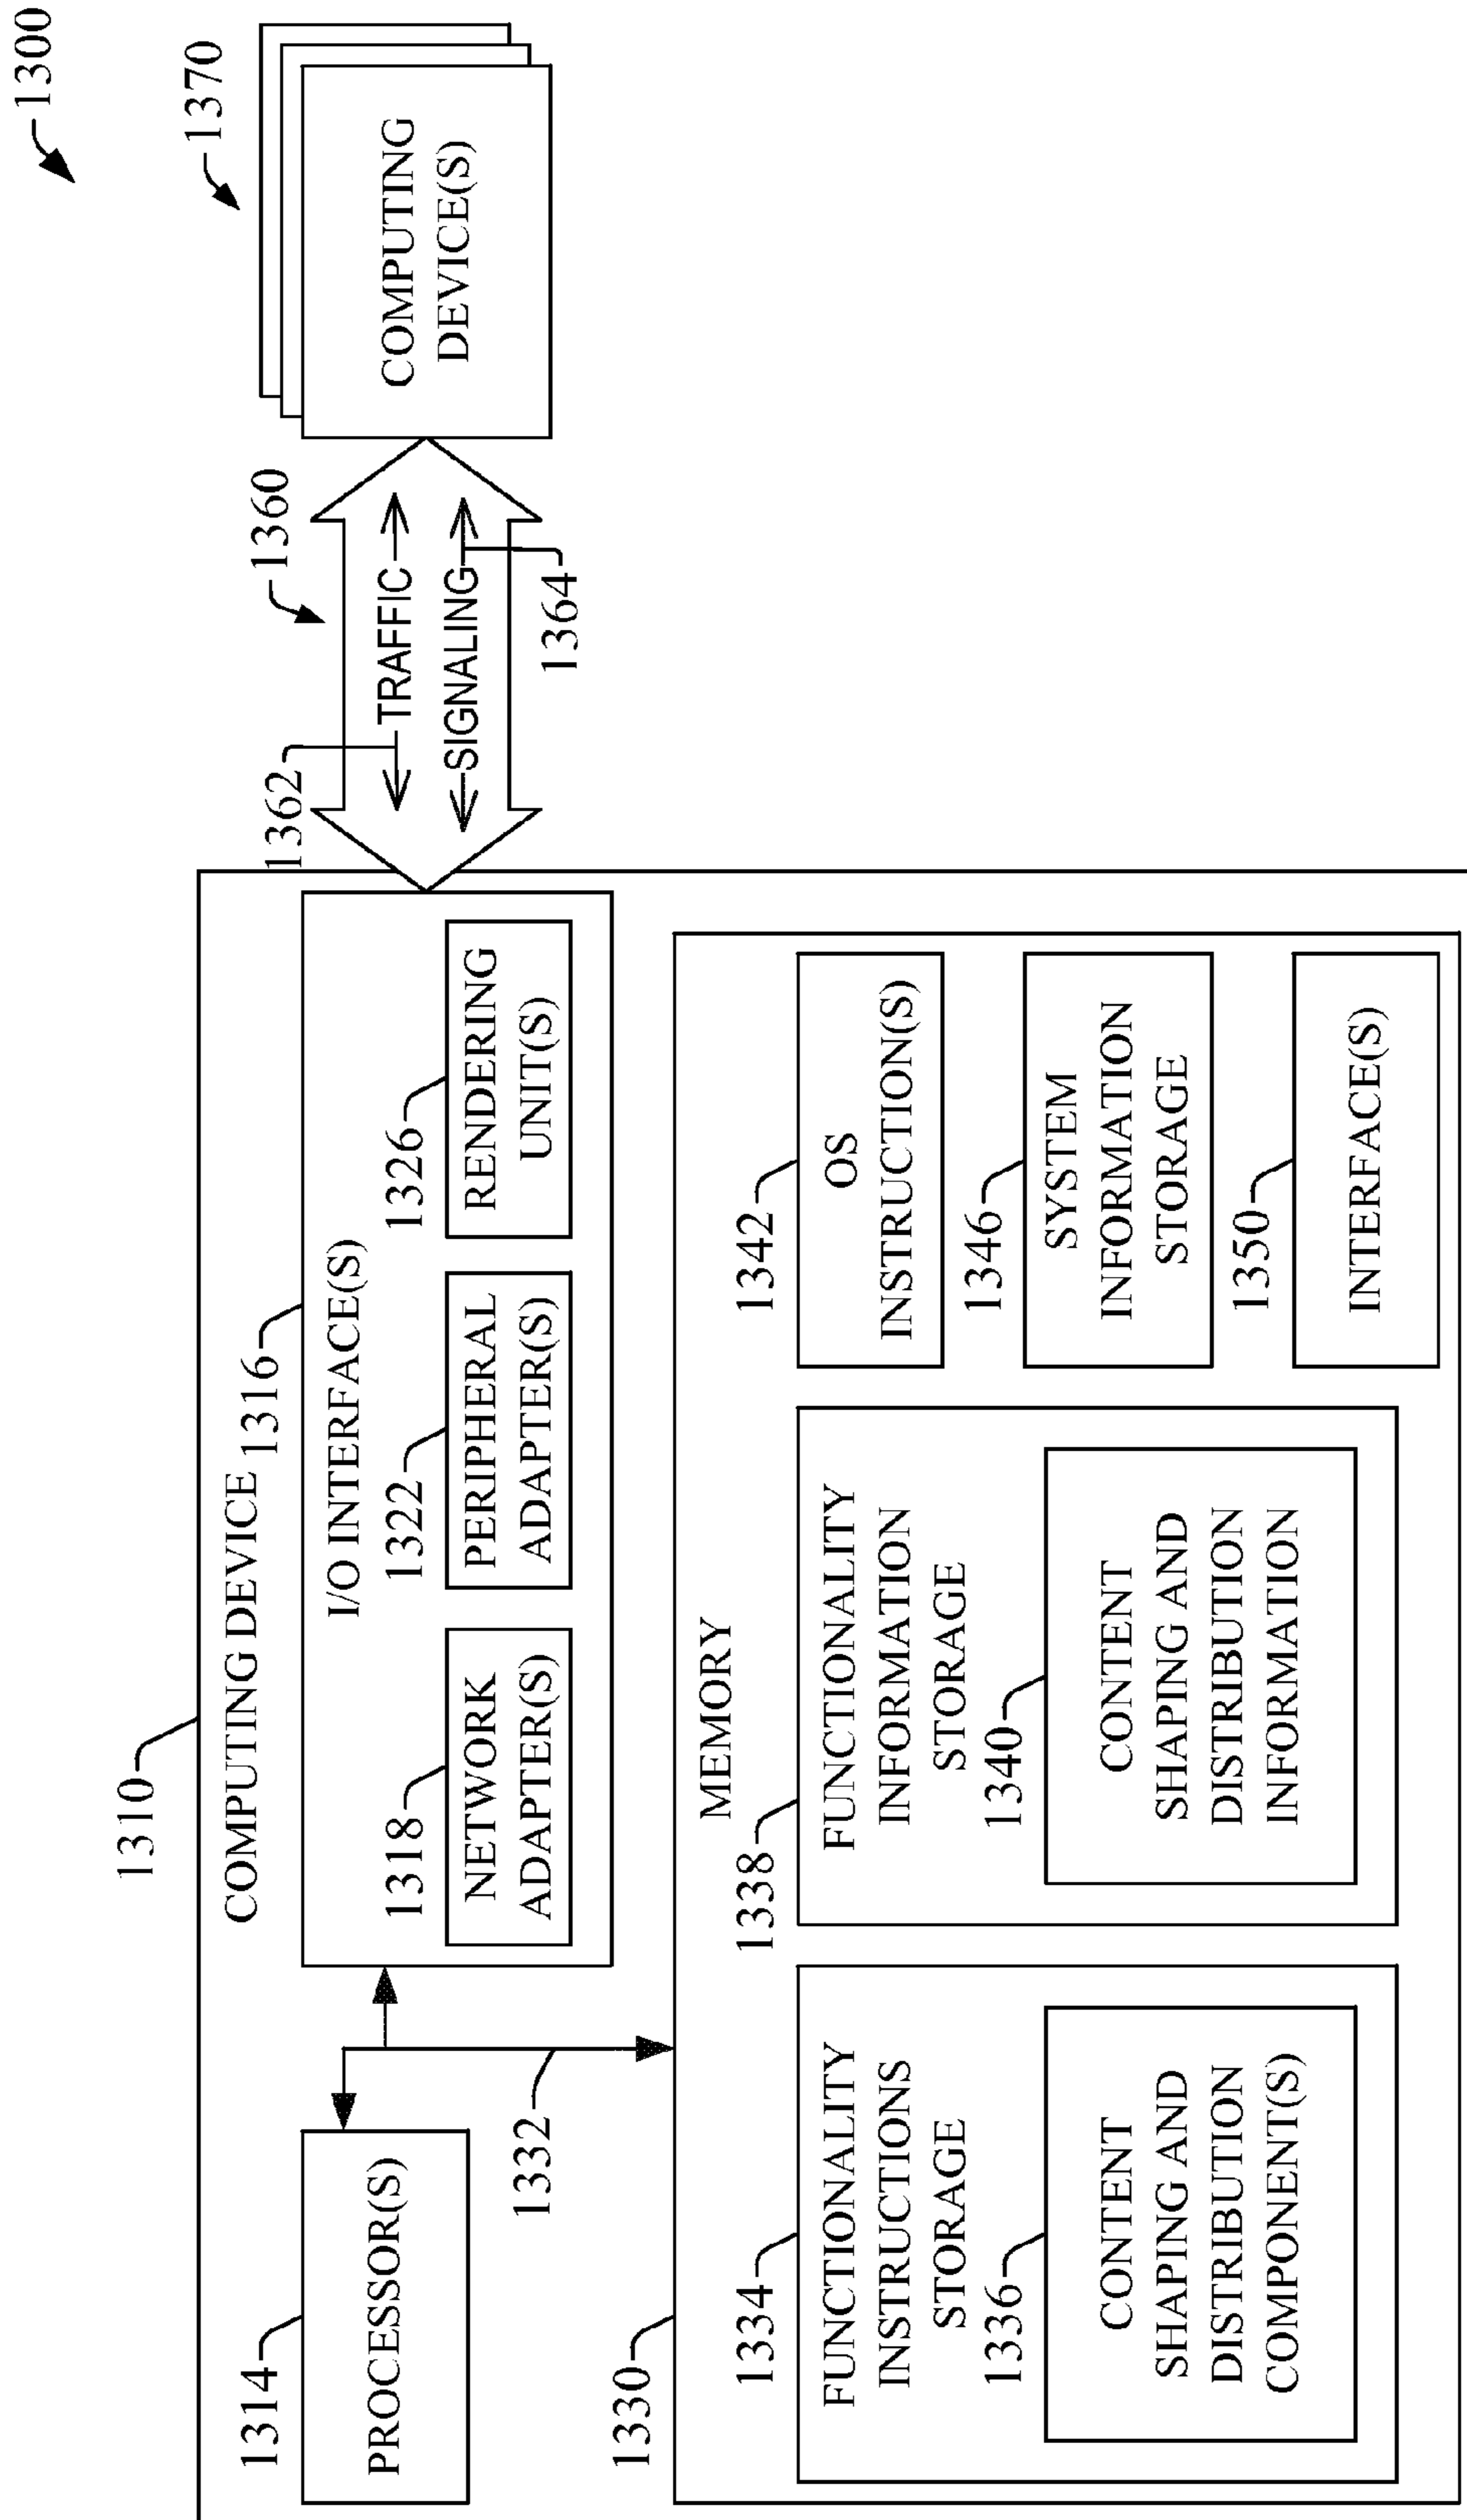 1300
1310
COMPUTING DEVICE
1314
PROCESSOR(S)
1316
I/O INTERFACE(S)
1318
NETWORK
ADAPTER(S)
1322
PERIPHERAL
ADAPTER(S)
1326
RENDERING
UNIT(S)
1362
1360
TRAFFIC
SIGNALING
1364
1370
COMPUTING
DEVICE(S)
1332
1330
MEMORY
1334
FUNCTIONALITY
INSTRUCTIONS
STORAGE
1336
CONTENT
SHAPING AND
DISTRIBUTION
COMPONENT(S)
1338
FUNCTIONALITY
INFORMATION
STORAGE
1340
CONTENT
SHAPING AND
DISTRIBUTION
INFORMATION
1342
OS
INSTRUCTION(S)
1346
SYSTEM
INFORMATION
STORAGE
1350
INTERFACE(S)